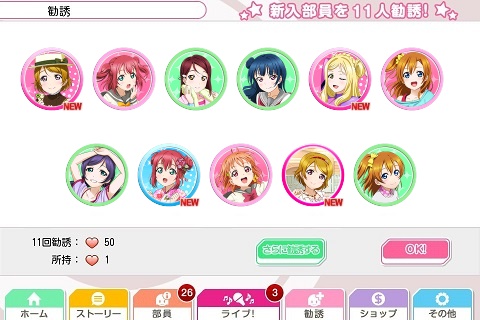 勧誘
新入部員を11人勧誘!
NEW
NEW
NEW
NEW
11回勧誘: 50
所持: 1
さらに勧誘する
OK!
26
3
ホーム
ストーリー
部員
ライブ!
勧誘
ショップ
その他